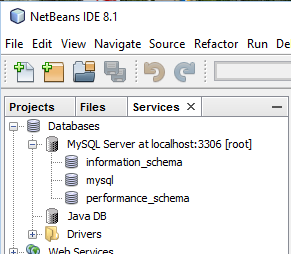 NetBeans IDE 8.1
File Edit View Navigate Source Refactor Run
Projects Files Services
Databases
MySQL Server at localhost:3306 [root]
information_schema
mysql
performance_schema
Java DB
Drivers
Web Services